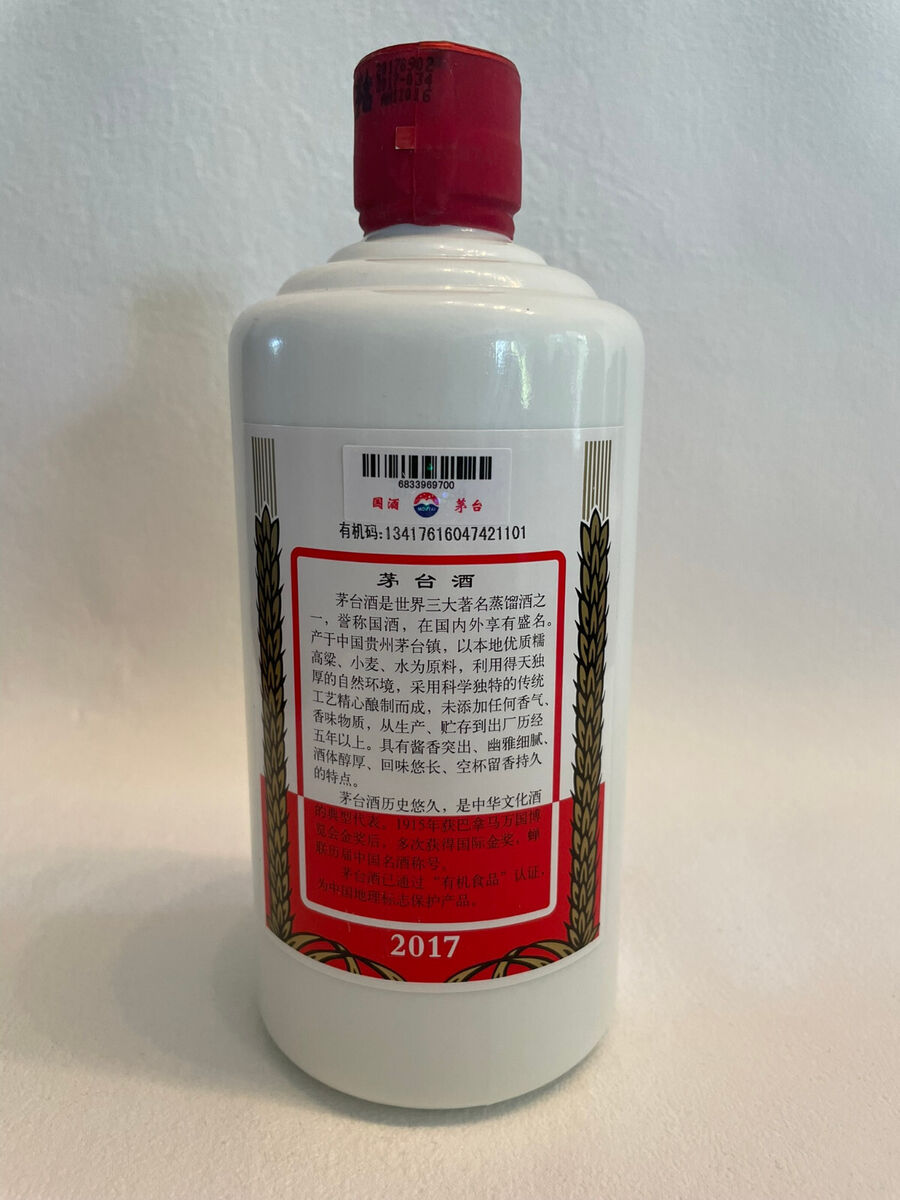 6833969700
国酒 茅台
有机码:13417616047421101
茅台酒
茅台酒是世界三大著名蒸馏酒之
一，誉称国酒，在国内外享有盛名。
产于中国贵州茅台镇，以本地优质糯
高粱、小麦、水为原料，利用得天独
厚的自然环境，采用科学独特的传统
工艺精心酿制而成，未添加任何香气、
香味物质，从生产、贮存到出厂历经
五年以上。具有酱香突出、幽雅细腻、
酒体醇厚、回味悠长、空杯留香持久
的特点。
茅台酒历史悠久，是中华文化酒
的典型代表。1915年获巴拿马万国博
览会金奖后，多次获得国际金奖，蝉
联历届中国名酒称号。
茅台酒已通过“有机食品”认证，
为中国地理标志保护产品。
2017